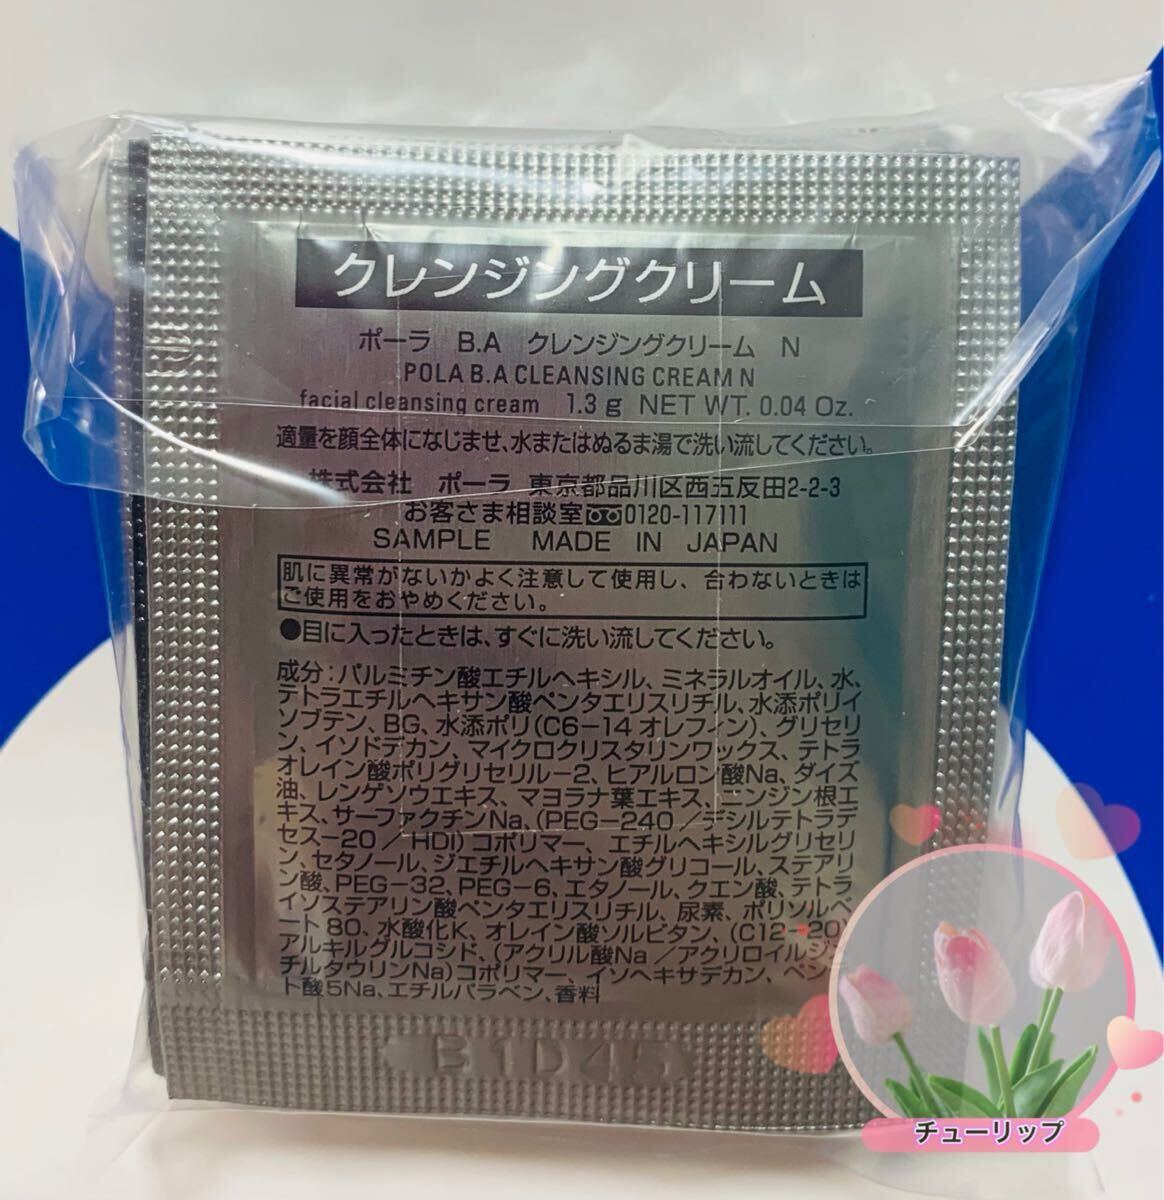 クレンジングクリーム
ポーラ B.A クレンジングクリーム N
POLA B.A CLEANSING CREAM N
facial cleansing cream 1.3 g NET WT. 0.04 Oz.
適量を顔全体になじませ、水またはぬるま湯で洗い流してください。
株式会社 ポーラ 東京都品川区西五反田2-2-3
お客さま相談室 0120-117111
SAMPLE MADE IN JAPAN
肌に異常がないかよく注意して使用し、合わないときは
ご使用をおやめください。
●目に入ったときは、すぐに洗い流してください。
成分：パルミチン酸エチルヘキシル、ミネラルオイル、水、
テトラエチルヘキサン酸ペンタエリスリチル、水添ポリイ
ソブテン、BG、水添ポリ(C6-14 オレフィン)、グリセリ
ン、イソドデカン、マイクロクリスタリンワックス、テトラ
オレイン酸ポリグリセリル-2、ヒアルロン酸Na、ダイズ
油、レンゲソウエキス、マヨラナ葉エキス、ニンジン根エ
キス、サーファクチンNa、(PEG-240／デシルテトラデ
セス-20／HDI)コポリマー、エチルヘキシルグリセリ
ン、セタノール、ジエチルヘキサン酸グリコール、ステアリ
ン酸、PEG-32、PEG-6、エタノール、クエン酸、テトラ
イソステアリン酸ペンタエリスリチル、尿素、ポリソルベ
ート80、水酸化K、オレイン酸ソルビタン、(C12-20)
アルキルグルコシド、(アクリル酸Na／アクリロイルジメ
チルタウリンNa)コポリマー、イソヘキサデカン、ペンテ
ト酸5Na、エチルパラベン、香料
B1D45
チューリップ